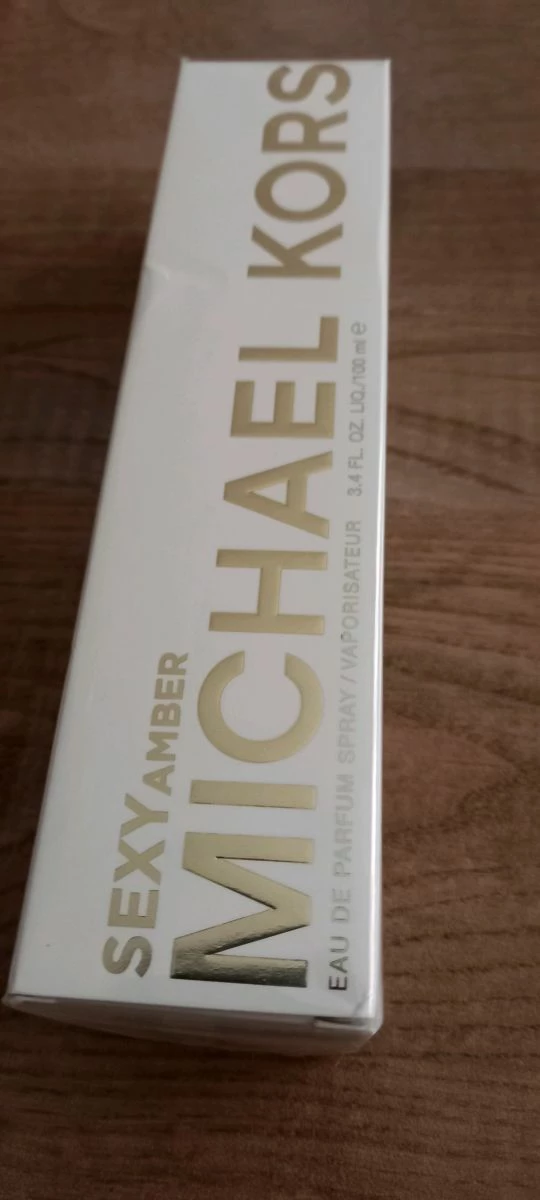 SEXY AMBER
MICHAEL KORS
EAU DE PARFUM SPRAY / VAPORISATEUR 3.4 FL. OZ. LIQ./100 ml ℮